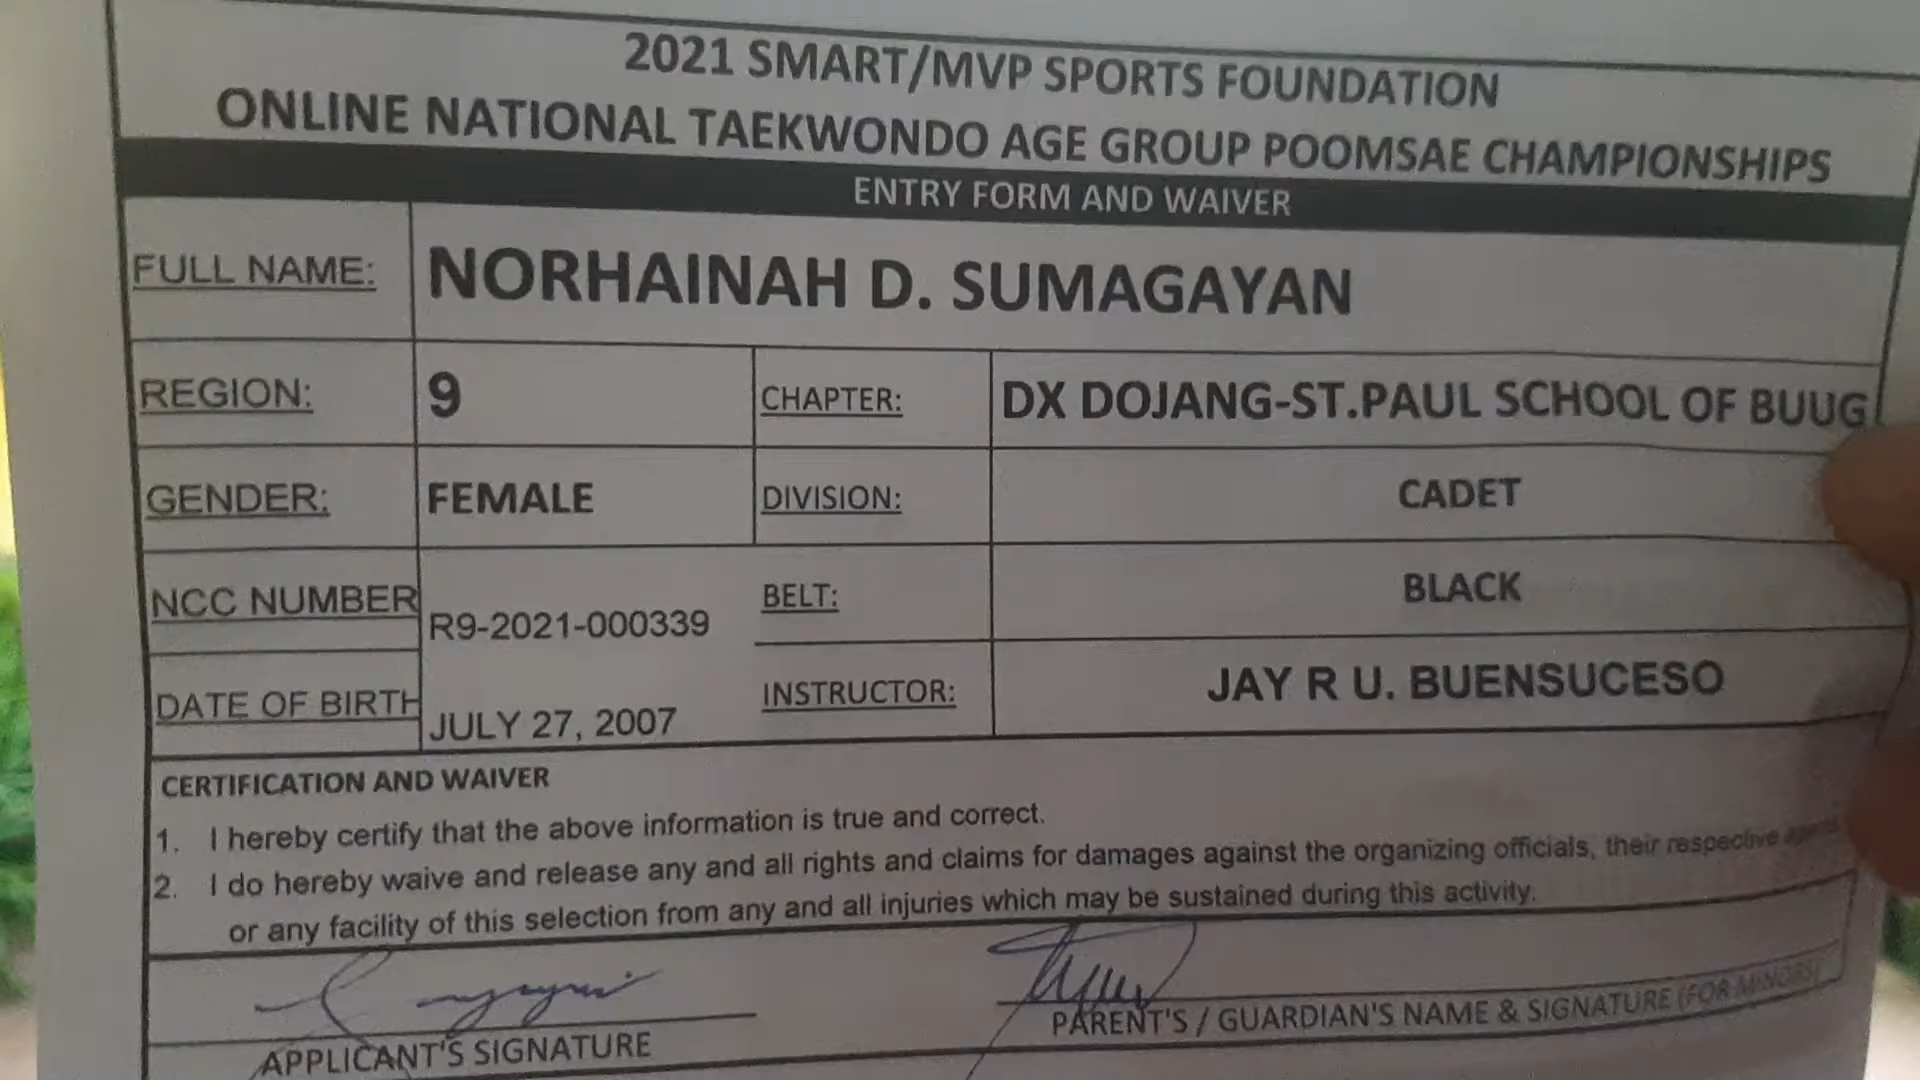 2021 SMART/MVP SPORTS FOUNDATION
ONLINE NATIONAL TAEKWONDO AGE GROUP POOMSAE CHAMPIONSHIPS
ENTRY FORM AND WAIVER
FULL NAME: NORHAINAH D. SUMAGAYAN
REGION: 9 CHAPTER: DX DOJANG-ST.PAUL SCHOOL OF BUUG
GENDER: FEMALE DIVISION: CADET
NCC NUMBER R9-2021-000339 BELT: BLACK
DATE OF BIRTH JULY 27, 2007 INSTRUCTOR: JAY R U. BUENSUCESO
CERTIFICATION AND WAIVER
1. I hereby certify that the above information is true and correct.
2. I do hereby waive and release any and all rights and claims for damages against the organizing officials, their respective agents
or any facility of this selection from any and all injuries which may be sustained during this activity.
APPLICANT'S SIGNATURE PARENT'S / GUARDIAN'S NAME & SIGNATURE (FOR MINORS)